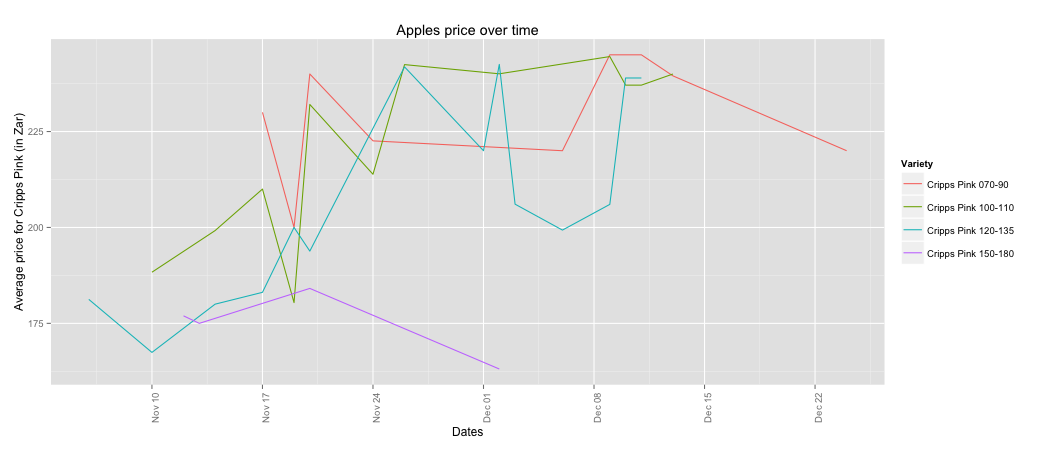 Apples price over time
Average price for Cripps Pink (in Zar)
225
200
175
Nov 10
Nov 17
Nov 24
Dec 01
Dec 08
Dec 15
Dec 22
Dates
Variety
Cripps Pink 070-90
Cripps Pink 100-110
Cripps Pink 120-135
Cripps Pink 150-180